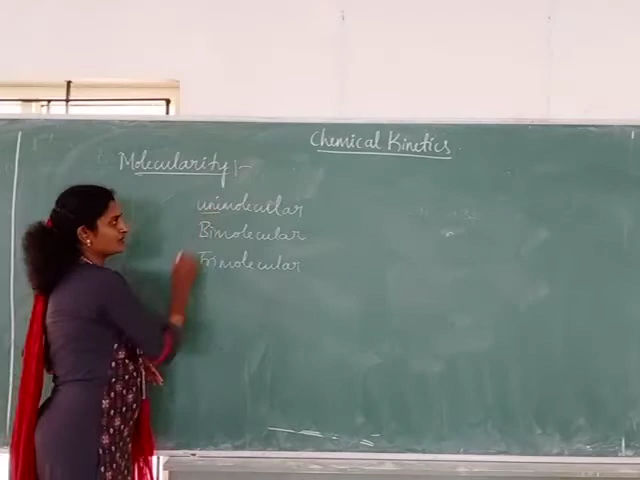 Chemical Kinetics
Molecularity :-
unimolecular
Bimolecular
Trimolecular